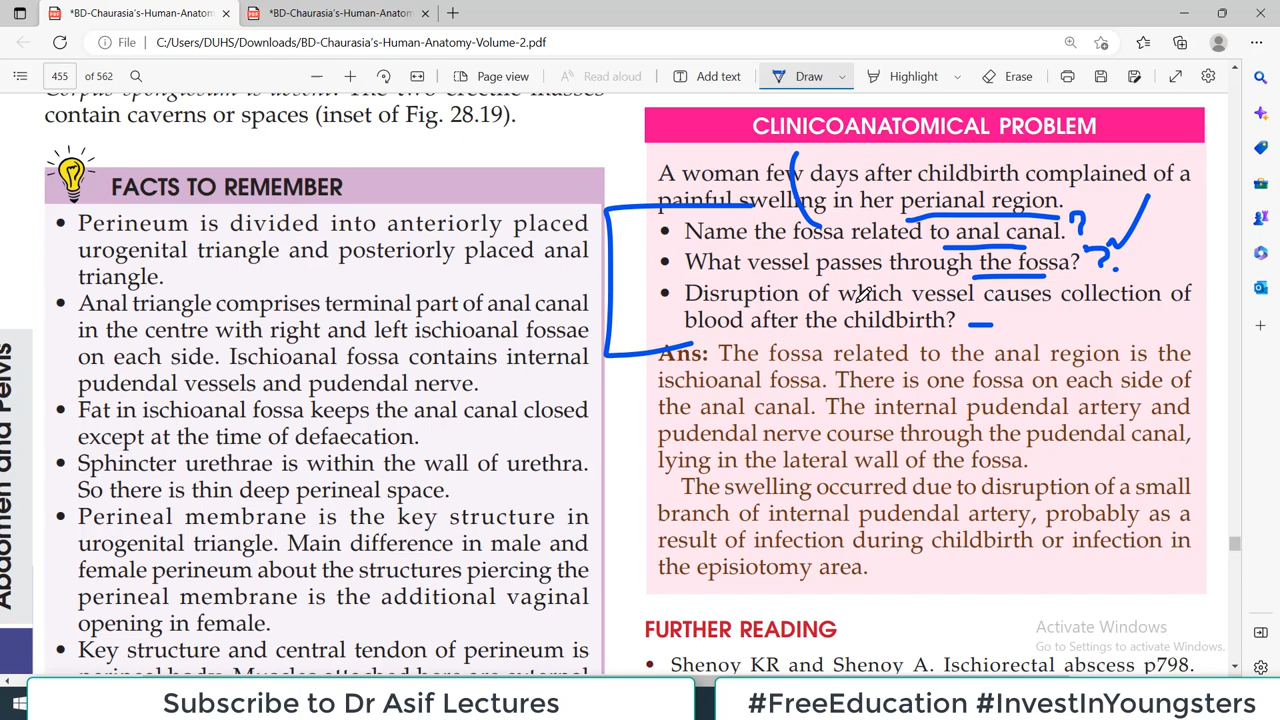 *BD-Chaurasia's-Human-Anatom
*BD-Chaurasia's-Human-Anatom
File
C:/Users/DUHS/Downloads/BD-Chaurasia's-Human-Anatomy-Volume-2.pdf
455 of 562
Page view
Read aloud
Add text
Draw
Highlight
Erase
contain caverns or spaces (inset of Fig. 28.19).
FACTS TO REMEMBER
• Perineum is divided into anteriorly placed
urogenital triangle and posteriorly placed anal
triangle.
• Anal triangle comprises terminal part of anal canal
in the centre with right and left ischioanal fossae
on each side. Ischioanal fossa contains internal
pudendal vessels and pudendal nerve.
• Fat in ischioanal fossa keeps the anal canal closed
except at the time of defaecation.
• Sphincter urethrae is within the wall of urethra.
So there is thin deep perineal space.
• Perineal membrane is the key structure in
urogenital triangle. Main difference in male and
female perineum about the structures piercing the
perineal membrane is the additional vaginal
opening in female.
• Key structure and central tendon of perineum is
Abdomen and Pelvis
CLINICOANATOMICAL PROBLEM
A woman few days after childbirth complained of a
painful swelling in her perianal region.
• Name the fossa related to anal canal. ?
• What vessel passes through the fossa? ?
• Disruption of which vessel causes collection of
blood after the childbirth?
Ans: The fossa related to the anal region is the
ischioanal fossa. There is one fossa on each side of
the anal canal. The internal pudendal artery and
pudendal nerve course through the pudendal canal,
lying in the lateral wall of the fossa.
The swelling occurred due to disruption of a small
branch of internal pudendal artery, probably as a
result of infection during childbirth or infection in
the episiotomy area.
FURTHER READING
• Shenoy KR and Shenoy A. Ischiorectal abscess p798.
Activate Windows
Go to Settings to activate Windows.
Subscribe to Dr Asif Lectures
#FreeEducation #InvestInYoungsters